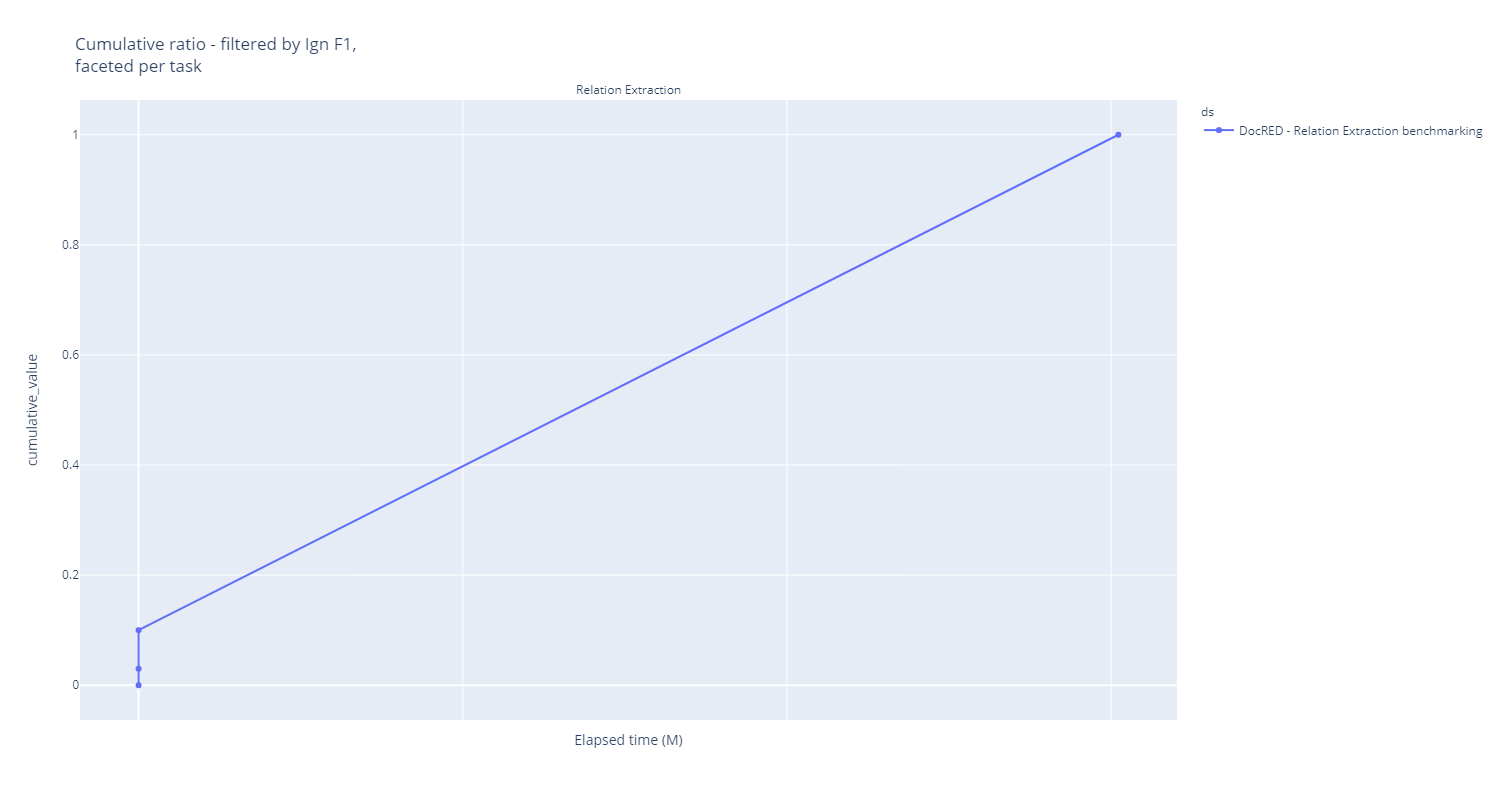 Cumulative ratio - filtered by Ign F1,
faceted per task
Relation Extraction
ds
DocRED - Relation Extraction benchmarking
1
0.8
0.6
0.4
0.2
0
cumulative_value
Elapsed time (M)